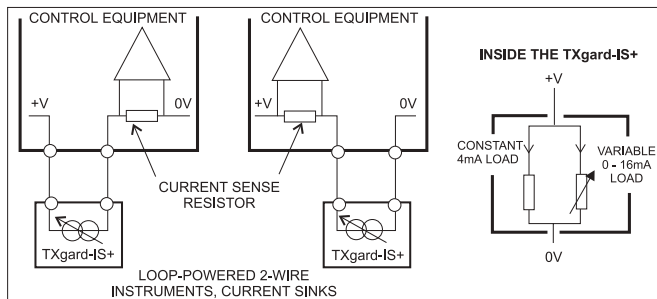 CONTROL EQUIPMENT
+V
0V
TXgard-IS+
CONTROL EQUIPMENT
+V
0V
TXgard-IS+
CURRENT SENSE
RESISTOR
LOOP-POWERED 2-WIRE
INSTRUMENTS, CURRENT SINKS
INSIDE THE TXgard-IS+
+V
CONSTANT
4mA LOAD
VARIABLE
0 - 16mA
LOAD
0V